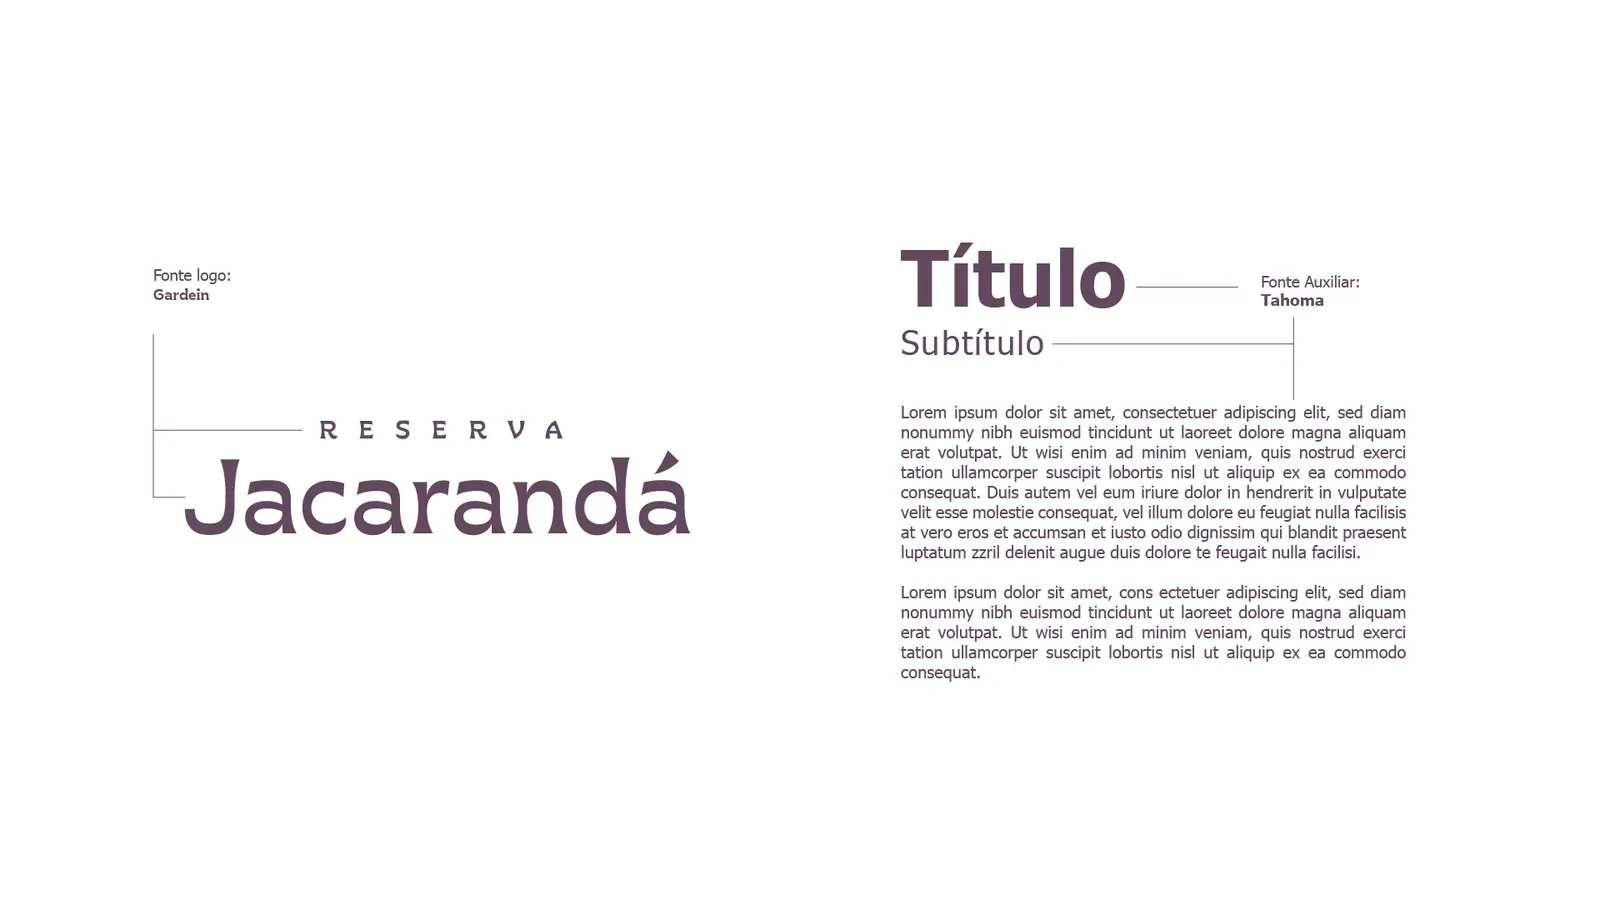 Fonte logo:
Gardein
RESERVA
Jacarandá
Título
Fonte Auxiliar:
Tahoma
Subtítulo
Lorem ipsum dolor sit amet, consectetuer adipiscing elit, sed diam
nonummy nibh euismod tincidunt ut laoreet dolore magna aliquam
erat volutpat. Ut wisi enim ad minim veniam, quis nostrud exerci
tation ullamcorper suscipit lobortis nisl ut aliquip ex ea commodo
consequat. Duis autem vel eum iriure dolor in hendrerit in vulputate
velit esse molestie consequat, vel illum dolore eu feugiat nulla facilisis
at vero eros et accumsan et iusto odio dignissim qui blandit praesent
luptatum zzril delenit augue duis dolore te feugait nulla facilisi.
Lorem ipsum dolor sit amet, cons ectetuer adipiscing elit, sed diam
nonummy nibh euismod tincidunt ut laoreet dolore magna aliquam
erat volutpat. Ut wisi enim ad minim veniam, quis nostrud exerci
tation ullamcorper suscipit lobortis nisl ut aliquip ex ea commodo
consequat.